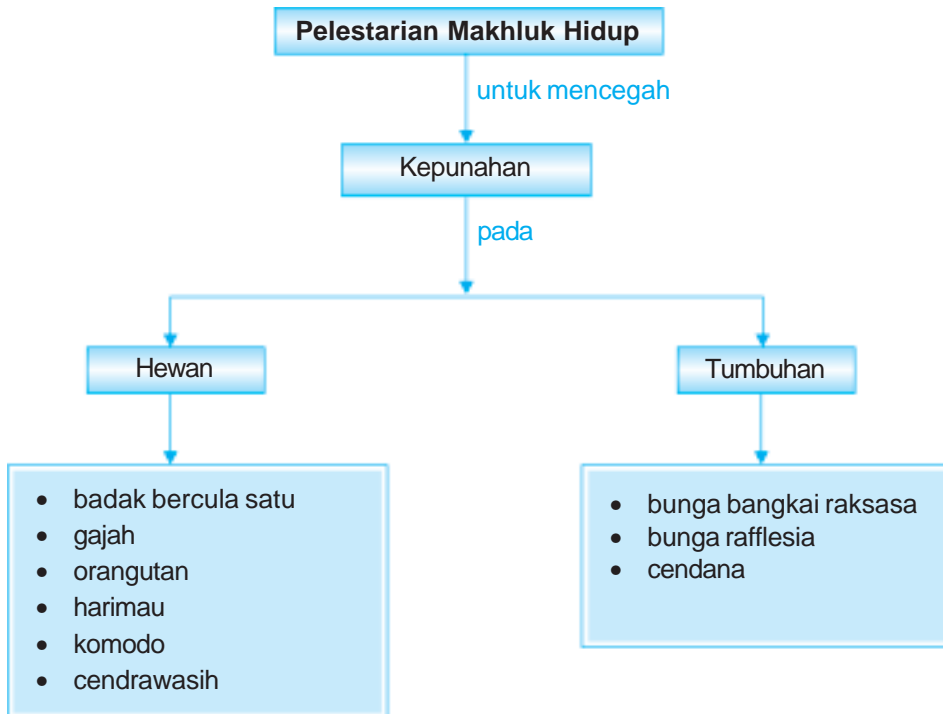 Pelestarian Makhluk Hidup
untuk mencegah
Kepunahan
pada
Hewan
• badak bercula satu
• gajah
• orangutan
• harimau
• komodo
• cendrawasih
Tumbuhan
• bunga bangkai raksasa
• bunga rafflesia
• cendana